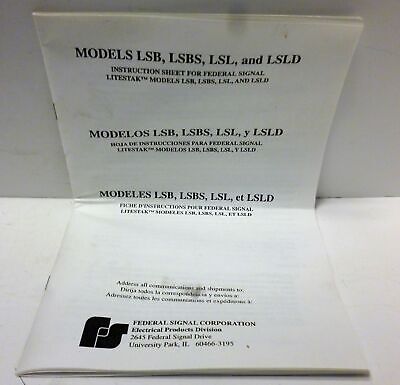 MODELS LSB, LSBS, LSL, and LSLD
INSTRUCTION SHEET FOR FEDERAL SIGNAL
LITESTAK™ MODELS LSB, LSBS, LSL, AND LSLD
MODELOS LSB, LSBS, LSL, y LSLD
HOJA DE INSTRUCCIONES PARA FEDERAL SIGNAL
LITESTAK™ MODELOS LSB, LSBS, LSL, Y LSLD
MODELES LSB, LSBS, LSL, et LSLD
FICHE D'INSTRUCTIONS POUR FEDERAL SIGNAL
LITESTAK™ MODELES LSB, LSBS, LSL, ET LSLD
Address all communications and shipments to:
Dirija todos la correspondencia y envios a:
Adressez toutes les communications et expéditions à:
FEDERAL SIGNAL CORPORATION
Electrical Products Division
2645 Federal Signal Drive
University Park, IL 60466-3195